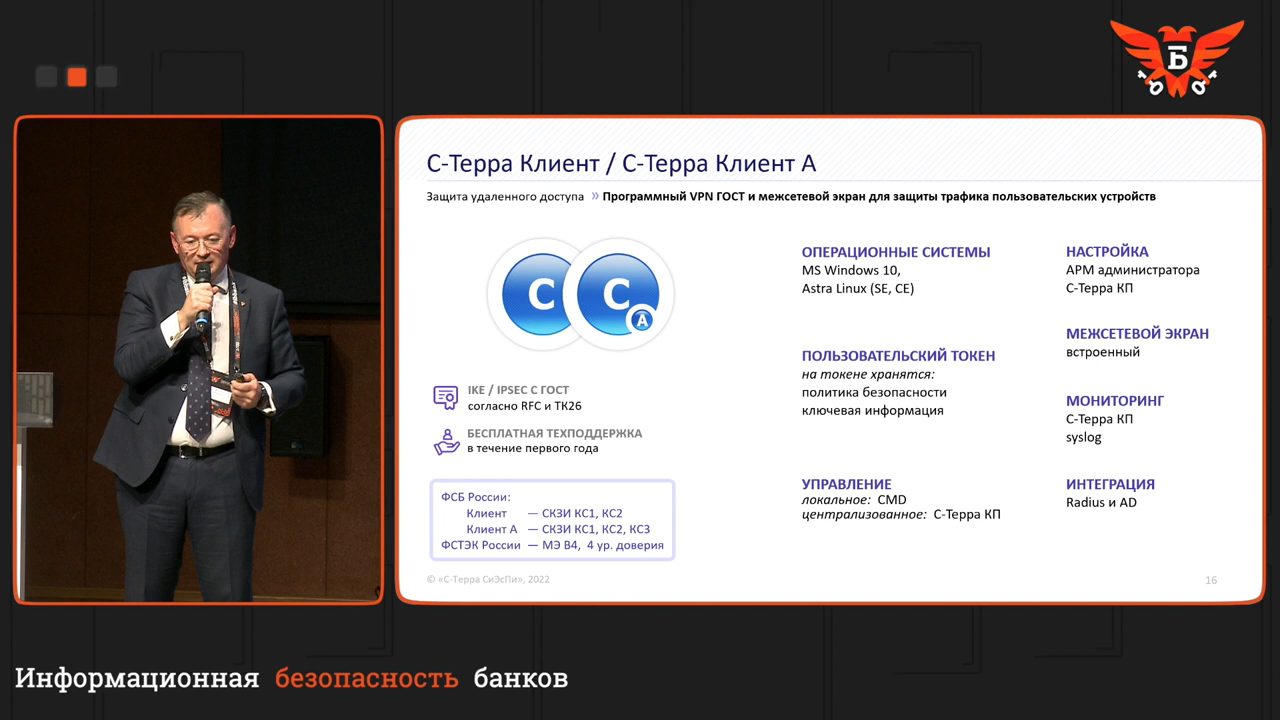 Б
С-Терра Клиент / С-Терра Клиент А
Защита удаленного доступа » Программный VPN ГОСТ и межсетевой экран для защиты трафика пользовательских устройств
С С
А
IKE / IPSEC С ГОСТ
согласно RFC и ТК26
БЕСПЛАТНАЯ ТЕХПОДДЕРЖКА
в течение первого года
ФСБ России:
Клиент — СКЗИ КС1, КС2
Клиент А — СКЗИ КС1, КС2, КС3
ФСТЭК России — МЭ В4, 4 ур. доверия
ОПЕРАЦИОННЫЕ СИСТЕМЫ
MS Windows 10,
Astra Linux (SE, CE)
ПОЛЬЗОВАТЕЛЬСКИЙ ТОКЕН
на токене хранятся:
политика безопасности
ключевая информация
УПРАВЛЕНИЕ
локальное: CMD
централизованное: С-Терра КП
НАСТРОЙКА
АРМ администратора
С-Терра КП
МЕЖСЕТЕВОЙ ЭКРАН
встроенный
МОНИТОРИНГ
С-Терра КП
syslog
ИНТЕГРАЦИЯ
Radius и AD
© «С-Терра СиЭсПи», 2022
16
Информационная безопасность банков